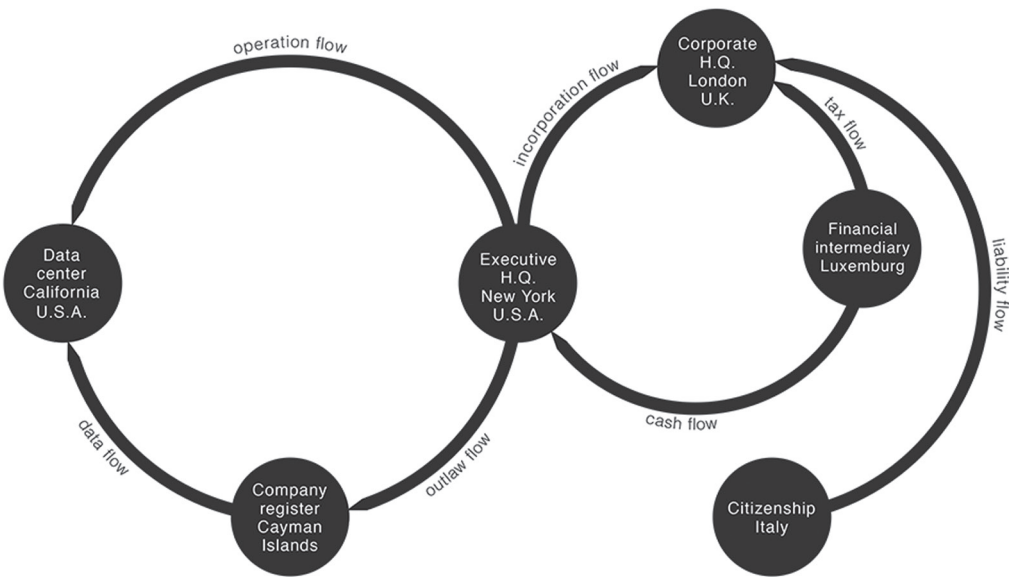 operation flow
Corporate
H.Q.
London
U.K.
incorporation flow
tax flow
Data
center
California
U.S.A.
Executive
H.Q.
New York
U.S.A.
Financial
intermediary
Luxemburg
liability flow
data flow
outlaw flow
cash flow
Company
register
Cayman
Islands
Citizenship
Italy